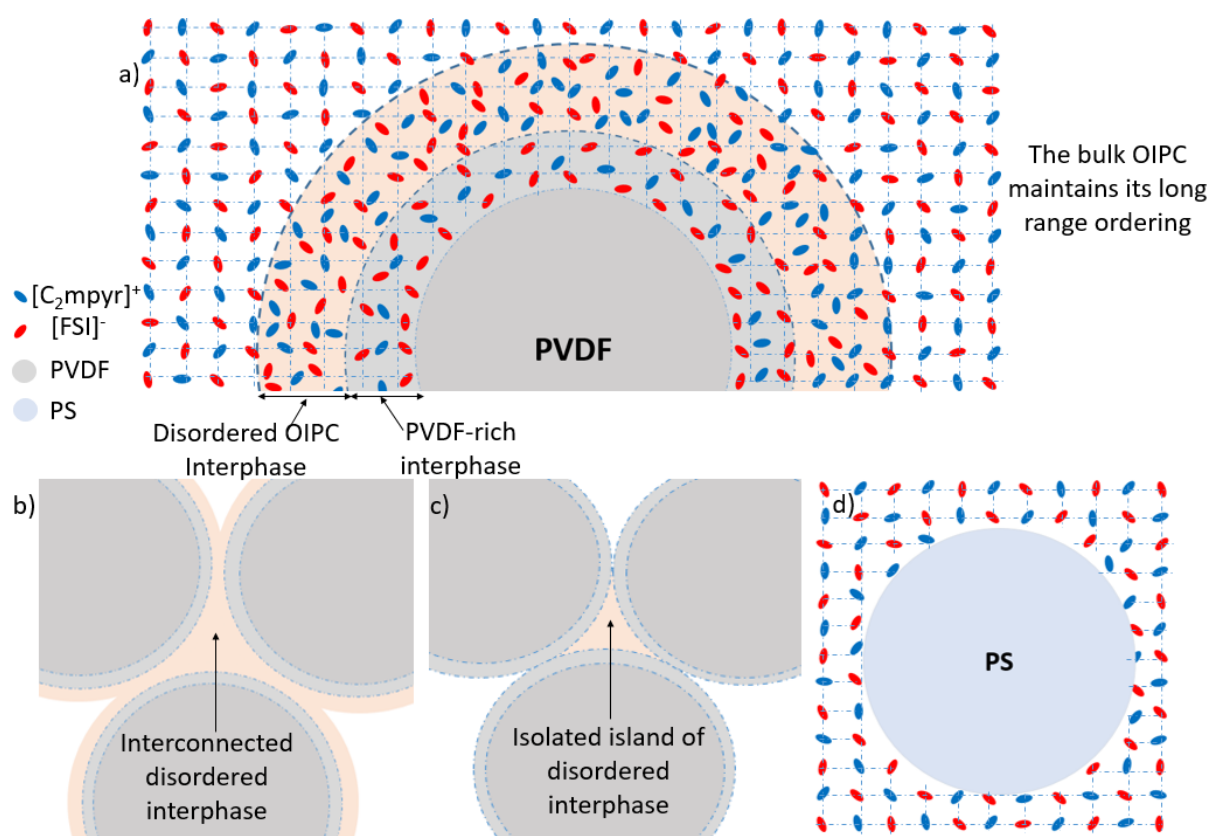 a)
The bulk OIPC
maintains its long
range ordering
[C₂mpyr]⁺
[FSI]⁻
PVDF
PS
PVDF
Disordered OIPC
Interphase
PVDF-rich
interphase
b)
Interconnected
disordered
interphase
c)
Isolated island of
disordered
interphase
d)
PS